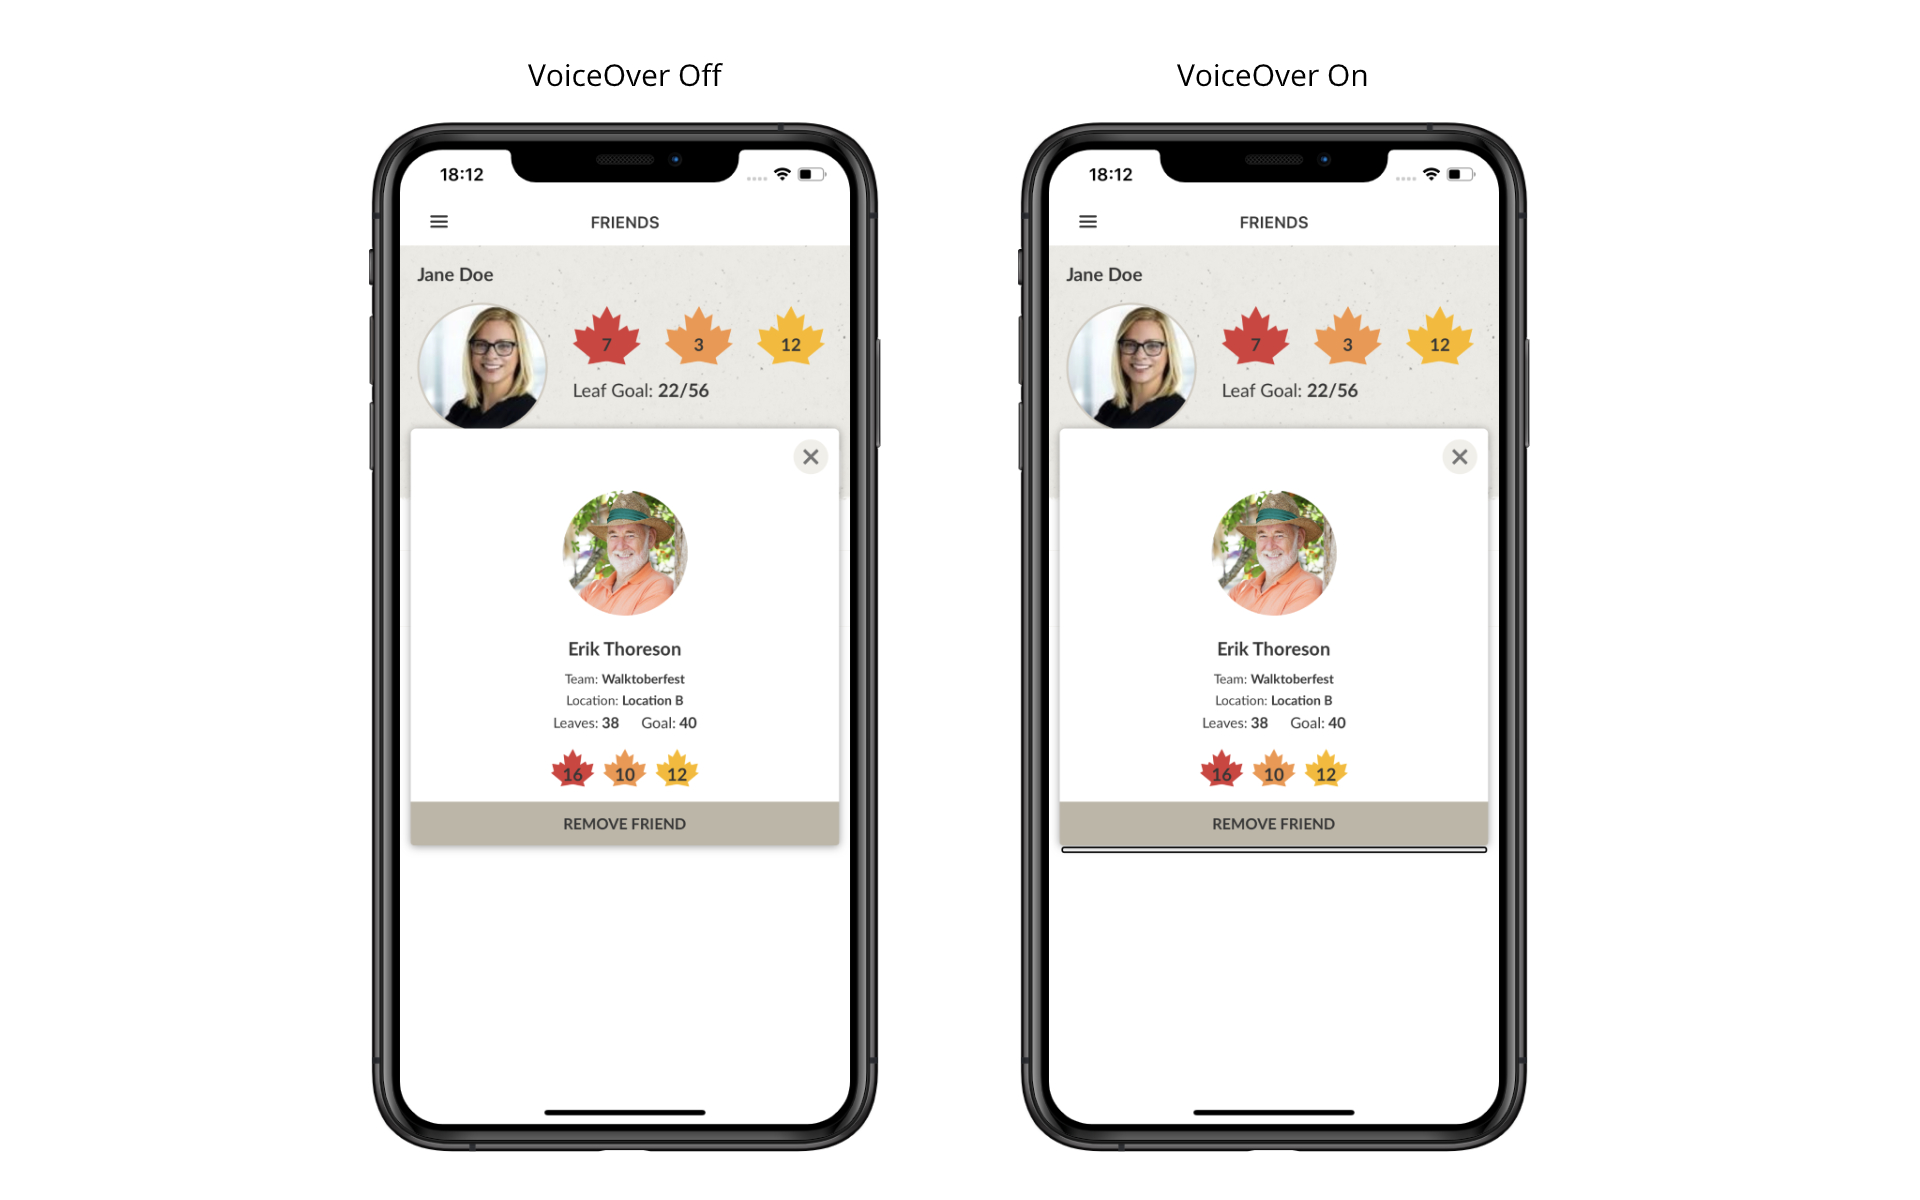 VoiceOver Off
18:12
FRIENDS
Jane Doe
7 3 12
Leaf Goal: 22/56
Erik Thoreson
Team: Walktoberfest
Location: Location B
Leaves: 38 Goal: 40
16 10 12
REMOVE FRIEND
VoiceOver On
18:12
FRIENDS
Jane Doe
7 3 12
Leaf Goal: 22/56
Erik Thoreson
Team: Walktoberfest
Location: Location B
Leaves: 38 Goal: 40
16 10 12
REMOVE FRIEND